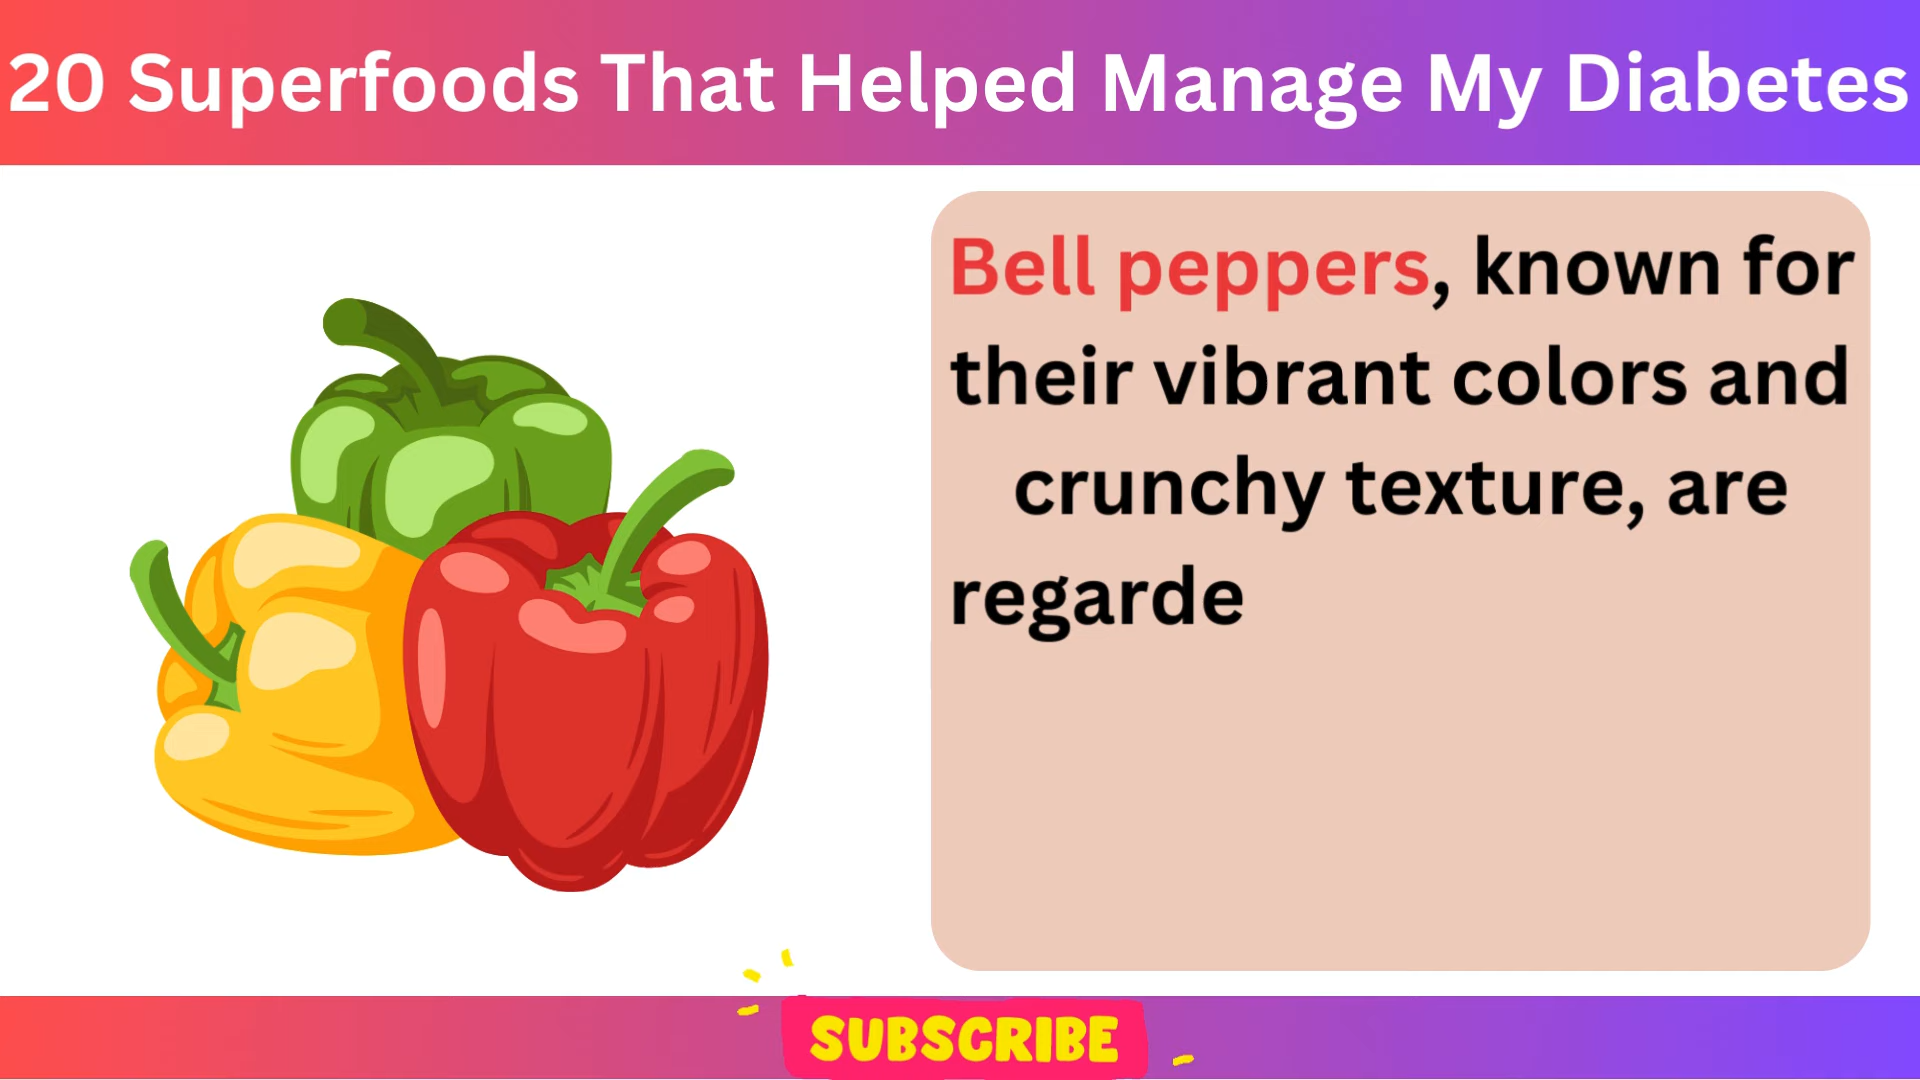 20 Superfoods That Helped Manage My Diabetes
Bell peppers, known for
their vibrant colors and
crunchy texture, are
regarde
SUBSCRIBE